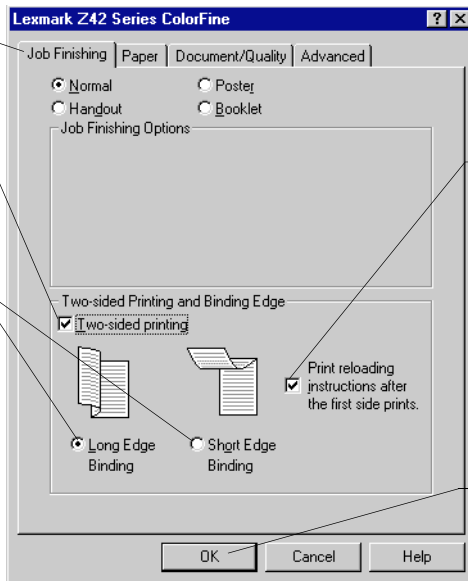 Lexmark Z42 Series ColorFine
Job Finishing Paper Document/Quality Advanced
Normal Poster
Handout Booklet
Job Finishing Options
Two-sided Printing and Binding Edge
Two-sided printing
Print reloading
instructions after
the first side prints.
Long Edge
Binding
Short Edge
Binding
OK Cancel Help